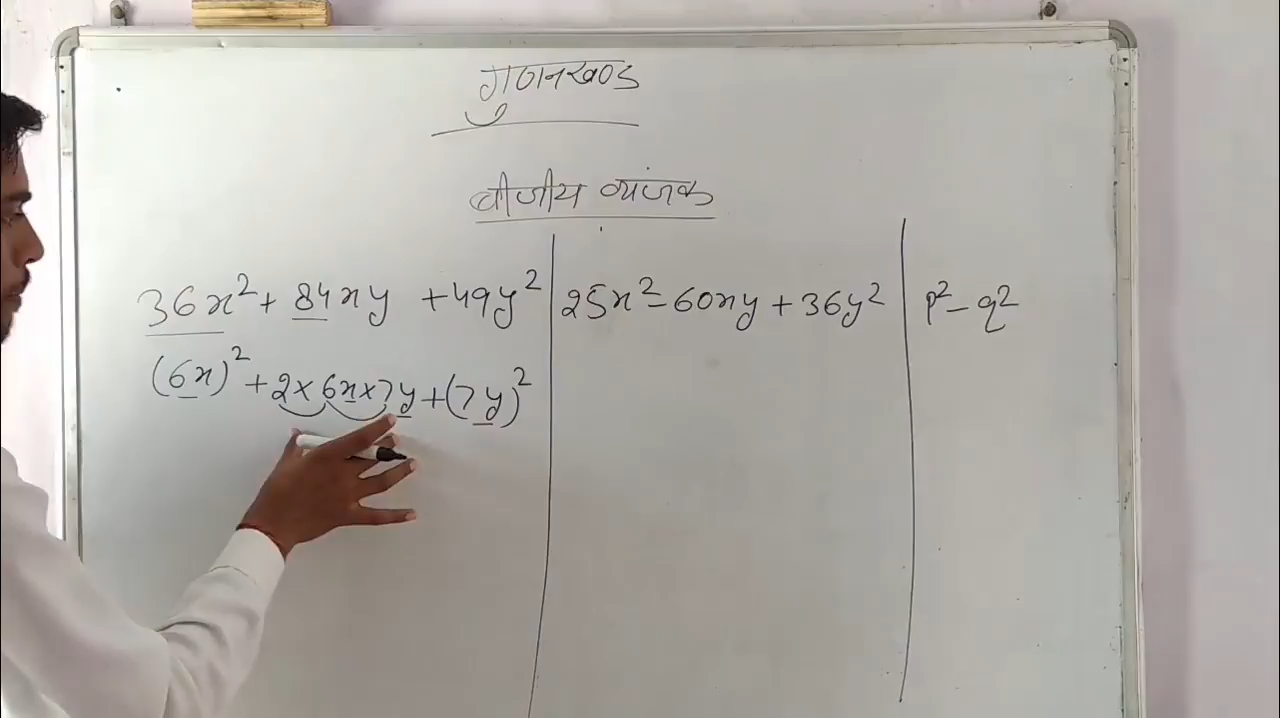 गुणनखण्ड
बीजीय व्यंजक
36x² + 84xy + 49y²
(6x)² + 2 × 6x × 7y + (7y)²
25x² - 60xy + 36y²
p² - q²